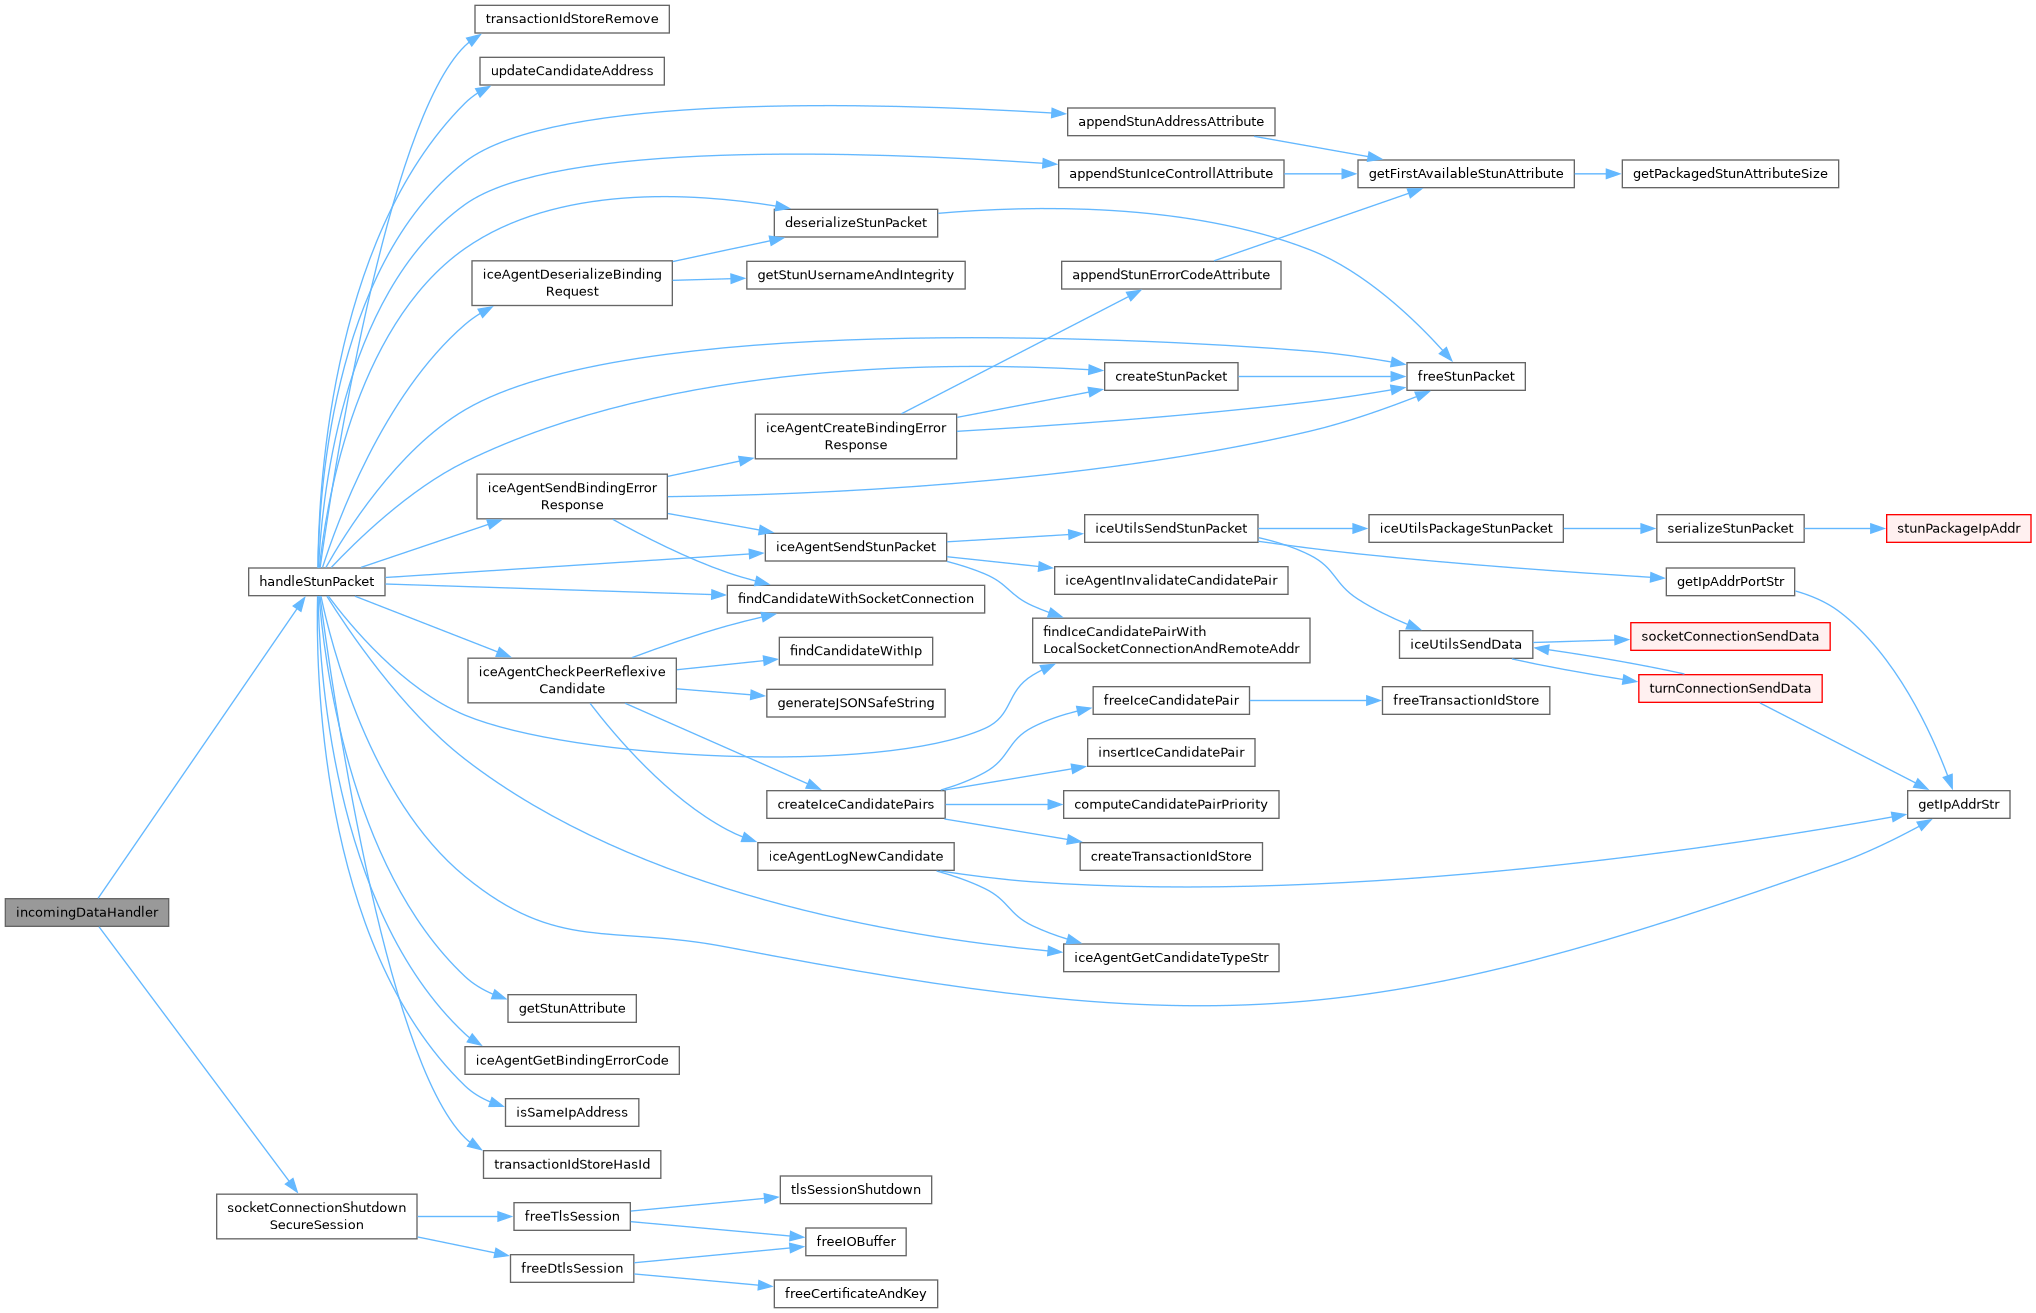 transactionIdStoreRemove
updateCandidateAddress
appendStunAddressAttribute
appendStunIceControllAttribute
getFirstAvailableStunAttribute
getPackagedStunAttributeSize
deserializeStunPacket
iceAgentDeserializeBinding
Request
getStunUsernameAndIntegrity
appendStunErrorCodeAttribute
createStunPacket
freeStunPacket
iceAgentCreateBindingError
Response
iceAgentSendBindingError
Response
iceAgentSendStunPacket
iceUtilsSendStunPacket
iceUtilsPackageStunPacket
serializeStunPacket
stunPackageIpAddr
handleStunPacket
iceAgentInvalidateCandidatePair
getIpAddrPortStr
findCandidateWithSocketConnection
findIceCandidatePairWith
LocalSocketConnectionAndRemoteAddr
iceUtilsSendData
socketConnectionSendData
findCandidateWithIp
iceAgentCheckPeerReflexive
Candidate
generateJSONSafeString
freeIceCandidatePair
freeTransactionIdStore
turnConnectionSendData
insertIceCandidatePair
createIceCandidatePairs
computeCandidatePairPriority
getIpAddrStr
iceAgentLogNewCandidate
createTransactionIdStore
incomingDataHandler
iceAgentGetCandidateTypeStr
getStunAttribute
iceAgentGetBindingErrorCode
isSameIpAddress
transactionIdStoreHasId
socketConnectionShutdown
SecureSession
freeTlsSession
tlsSessionShutdown
freeIOBuffer
freeDtlsSession
freeCertificateAndKey